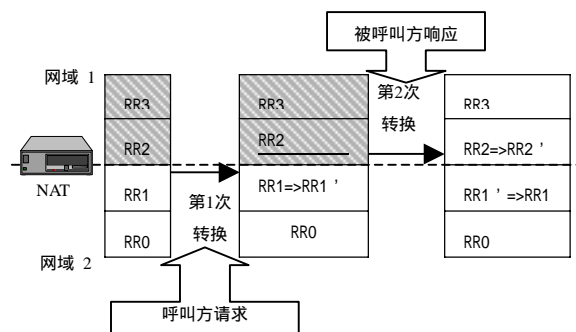 被呼叫方响应
网域 1
RR3
RR3
第2次
转换
RR3
RR2
RR2
RR2=>RR2 '
NAT
RR1
第1次
转换
RR1=>RR1 '
RR1 ' =>RR1
RR0
RR0
RR0
网域 2
呼叫方请求